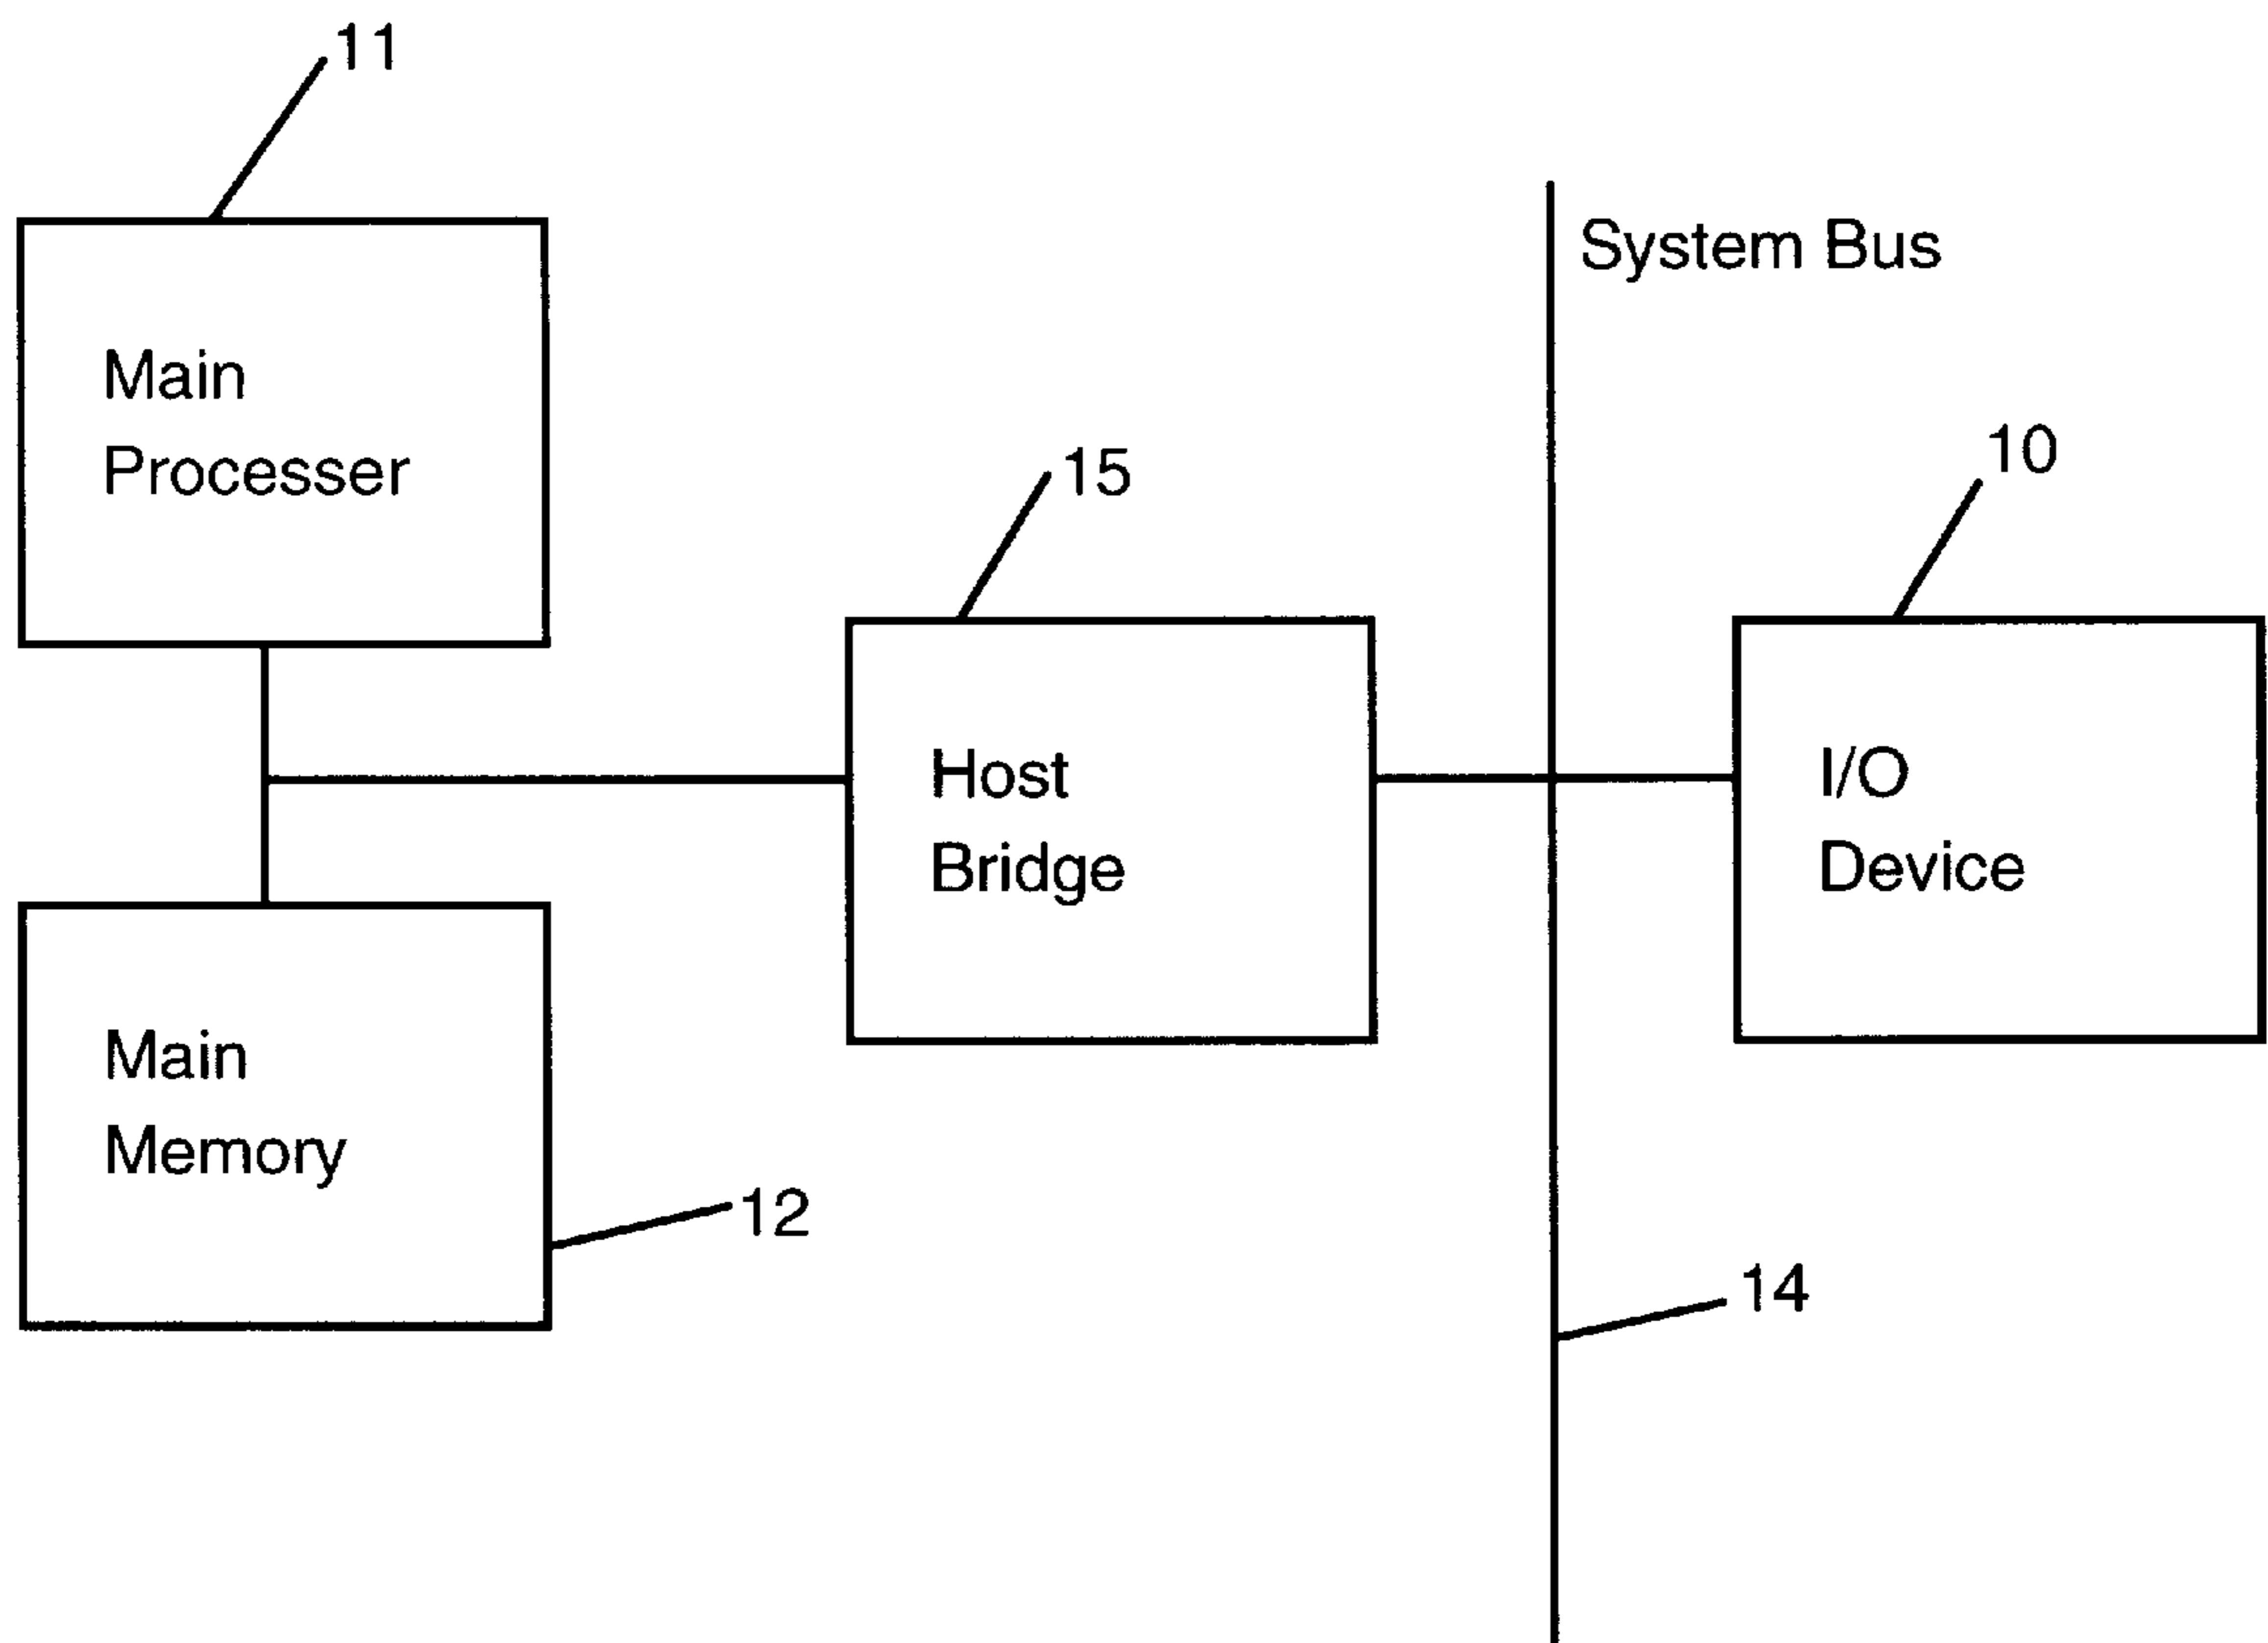 11
System Bus
Main
Processer
15
10
Host
Bridge
I/O
Device
Main
Memory
12
14